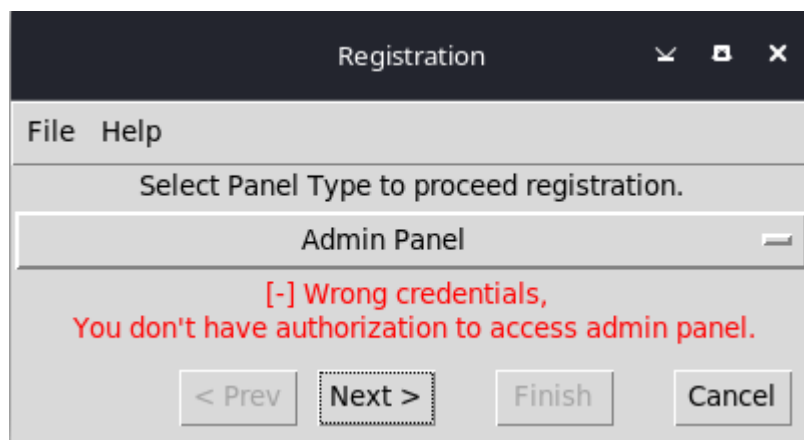 Registration
File Help
Select Panel Type to proceed registration.
Admin Panel
[-] Wrong credentials,
You don't have authorization to access admin panel.
< Prev Next > Finish Cancel